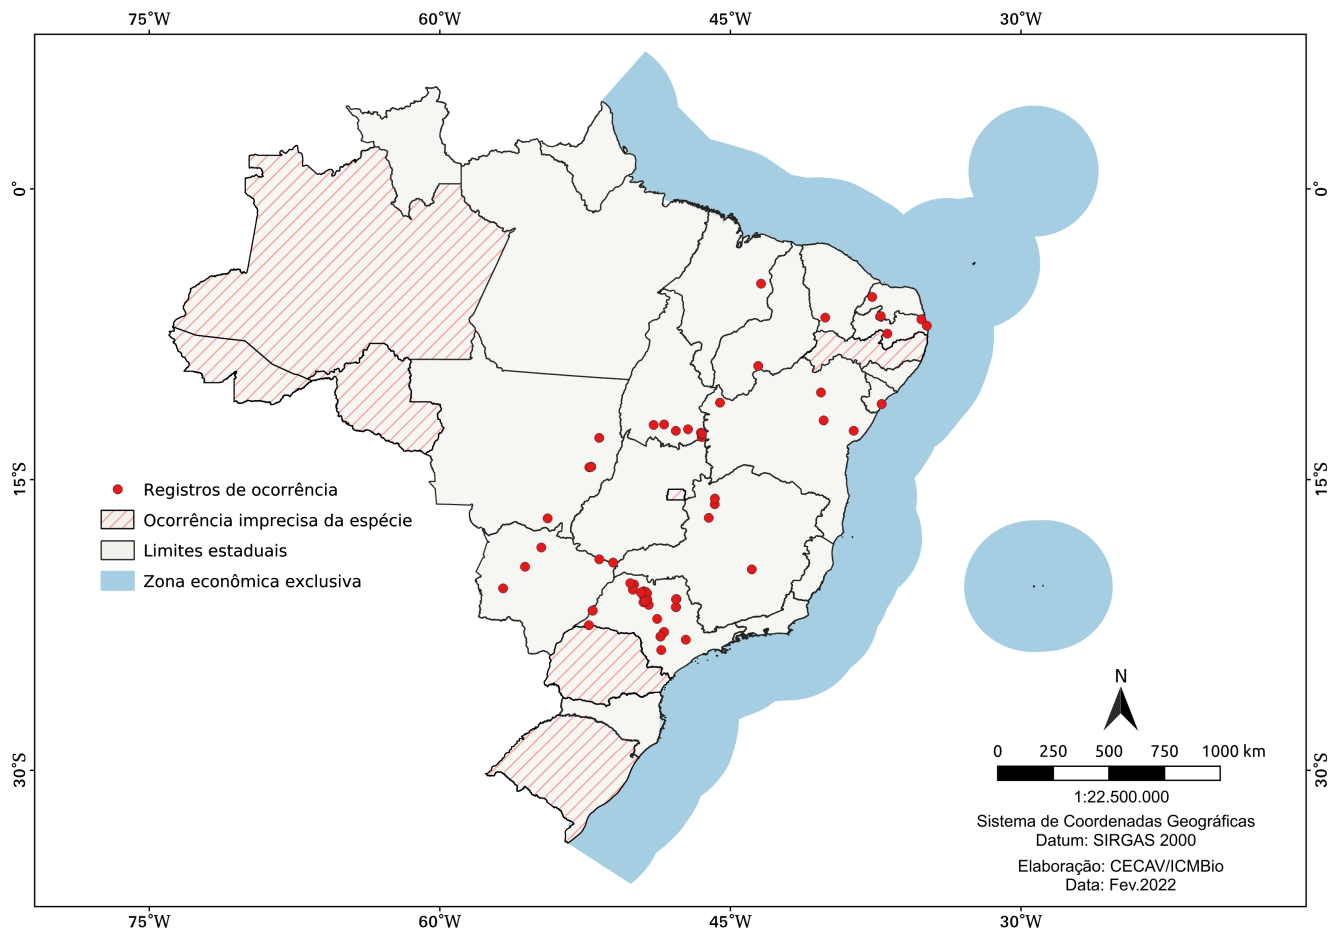 75°W 60°W 45°W 30°W
0°
0°
15°S
15°S
30°S
30°S
Registros de ocorrência
Ocorrência imprecisa da espécie
Limites estaduais
Zona econômica exclusiva
N
0 250 500 750 1000 km
1:22.500.000
Sistema de Coordenadas Geográficas
Datum: SIRGAS 2000
Elaboração: CECAV/ICMBio
Data: Fev.2022
75°W 60°W 45°W 30°W